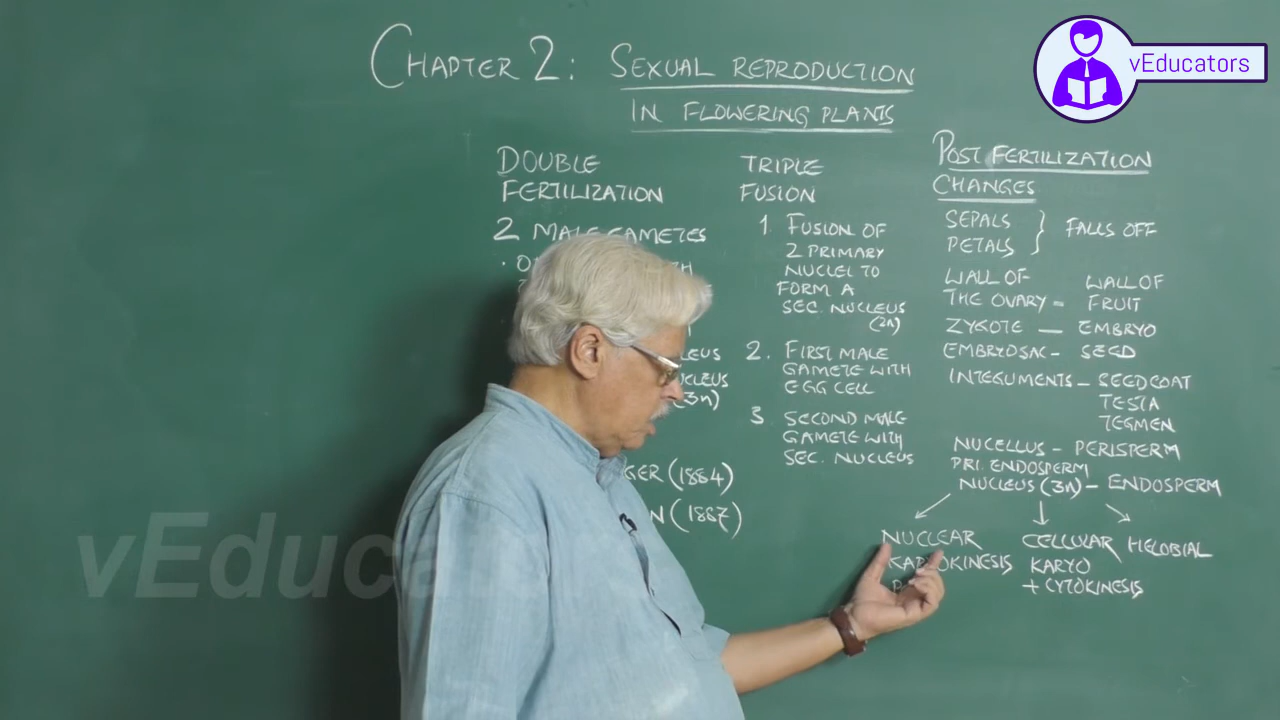 CHAPTER 2: SEXUAL REPRODUCTION
IN FLOWERING PLANTS
DOUBLE
FERTILIZATION
2 MALE GAMETES
(3n)
(1884)
(1887)
TRIPLE
FUSION
1. FUSION OF
2 PRIMARY
NUCLEI TO
FORM A
SEC. NUCLEUS
(2n)
2. FIRST MALE
GAMETE WITH
EGG CELL
3 SECOND MALE
GAMETE WITH
SEC. NUCLEUS
POST FERTILIZATION
CHANGES
SEPALS
PETALS } FALLS OFF
WALL OF WALL OF
THE OVARY = FRUIT
ZYGOTE — EMBRYO
EMBRYOSAC - SEED
INTEGUMENTS - SEEDCOAT
TESTA
TEGMEN
NUCELLUS - PERISPERM
PRI. ENDOSPERM
NUCLEUS (3n) - ENDOSPERM
NUCLEAR CELLULAR HELOBIAL
KARYOKINESIS KARYO
+ CYTOKINESIS
vEducators
vEducators